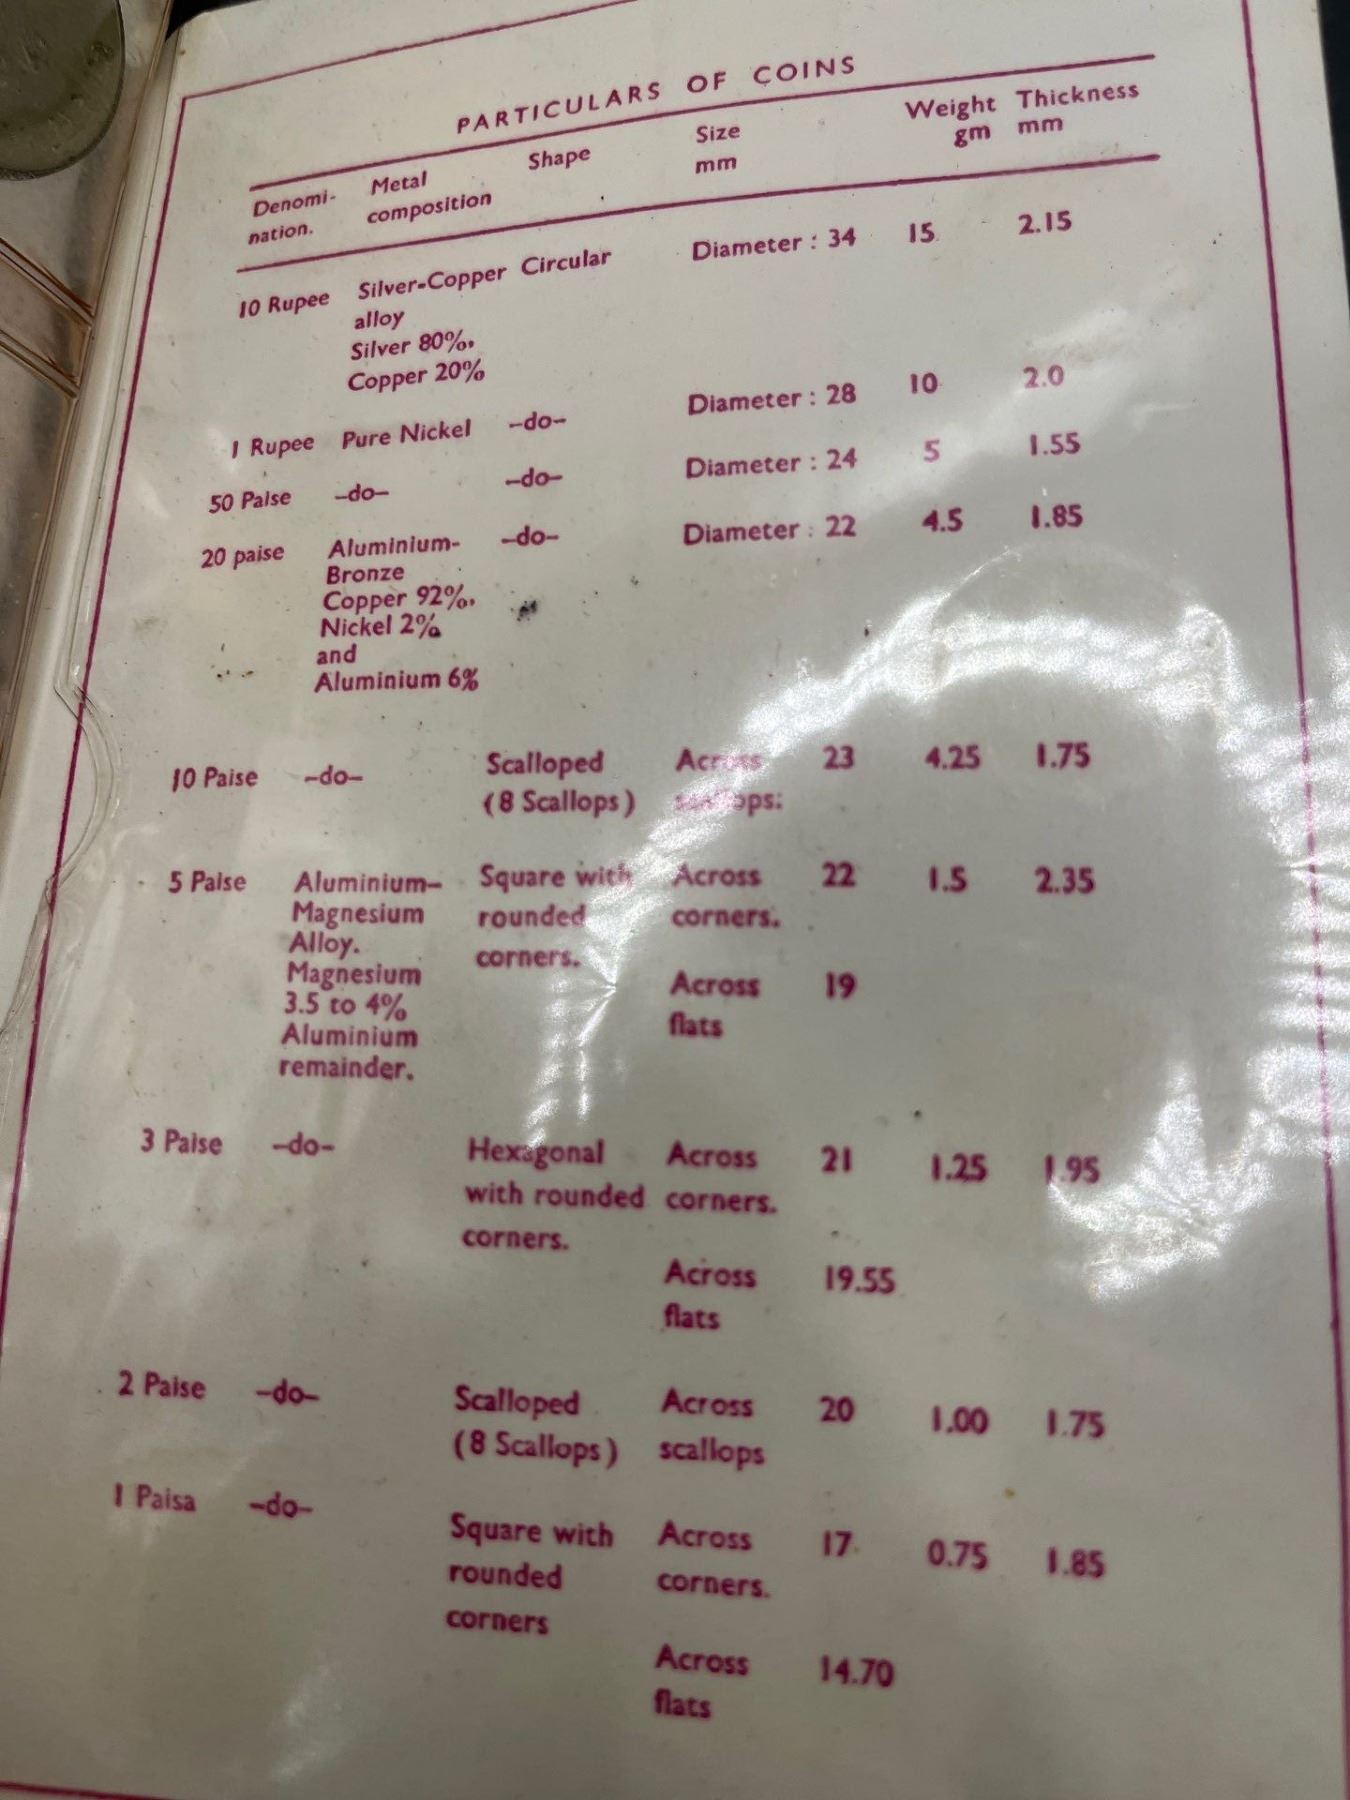 PARTICULARS OF COINS
Denomi-
nation.
Metal
composition
Shape
Size
mm
Weight
gm
Thickness
mm
10 Rupee Silver-Copper Circular Diameter : 34 15 2.15
alloy
Silver 80%,
Copper 20%
1 Rupee Pure Nickel -do- Diameter : 28 10 2.0
50 Paise -do- -do- Diameter : 24 5 1.55
20 paise Aluminium- -do- Diameter : 22 4.5 1.85
Bronze
Copper 92%,
Nickel 2%
and
Aluminium 6%
10 Paise -do- Scalloped Across 23 4.25 1.75
(8 Scallops) scallops:
5 Paise Aluminium- Square with Across 22 1.5 2.35
Magnesium rounded corners.
Alloy. corners.
Magnesium Across 19
3.5 to 4% flats
Aluminium
remainder.
3 Paise -do- Hexagonal Across 21 1.25 1.95
with rounded corners.
corners.
Across 19.55
flats
2 Paise -do- Scalloped Across 20 1.00 1.75
(8 Scallops) scallops
1 Paisa -do- Square with Across 17 0.75 1.85
rounded corners.
corners
Across 14.70
flats